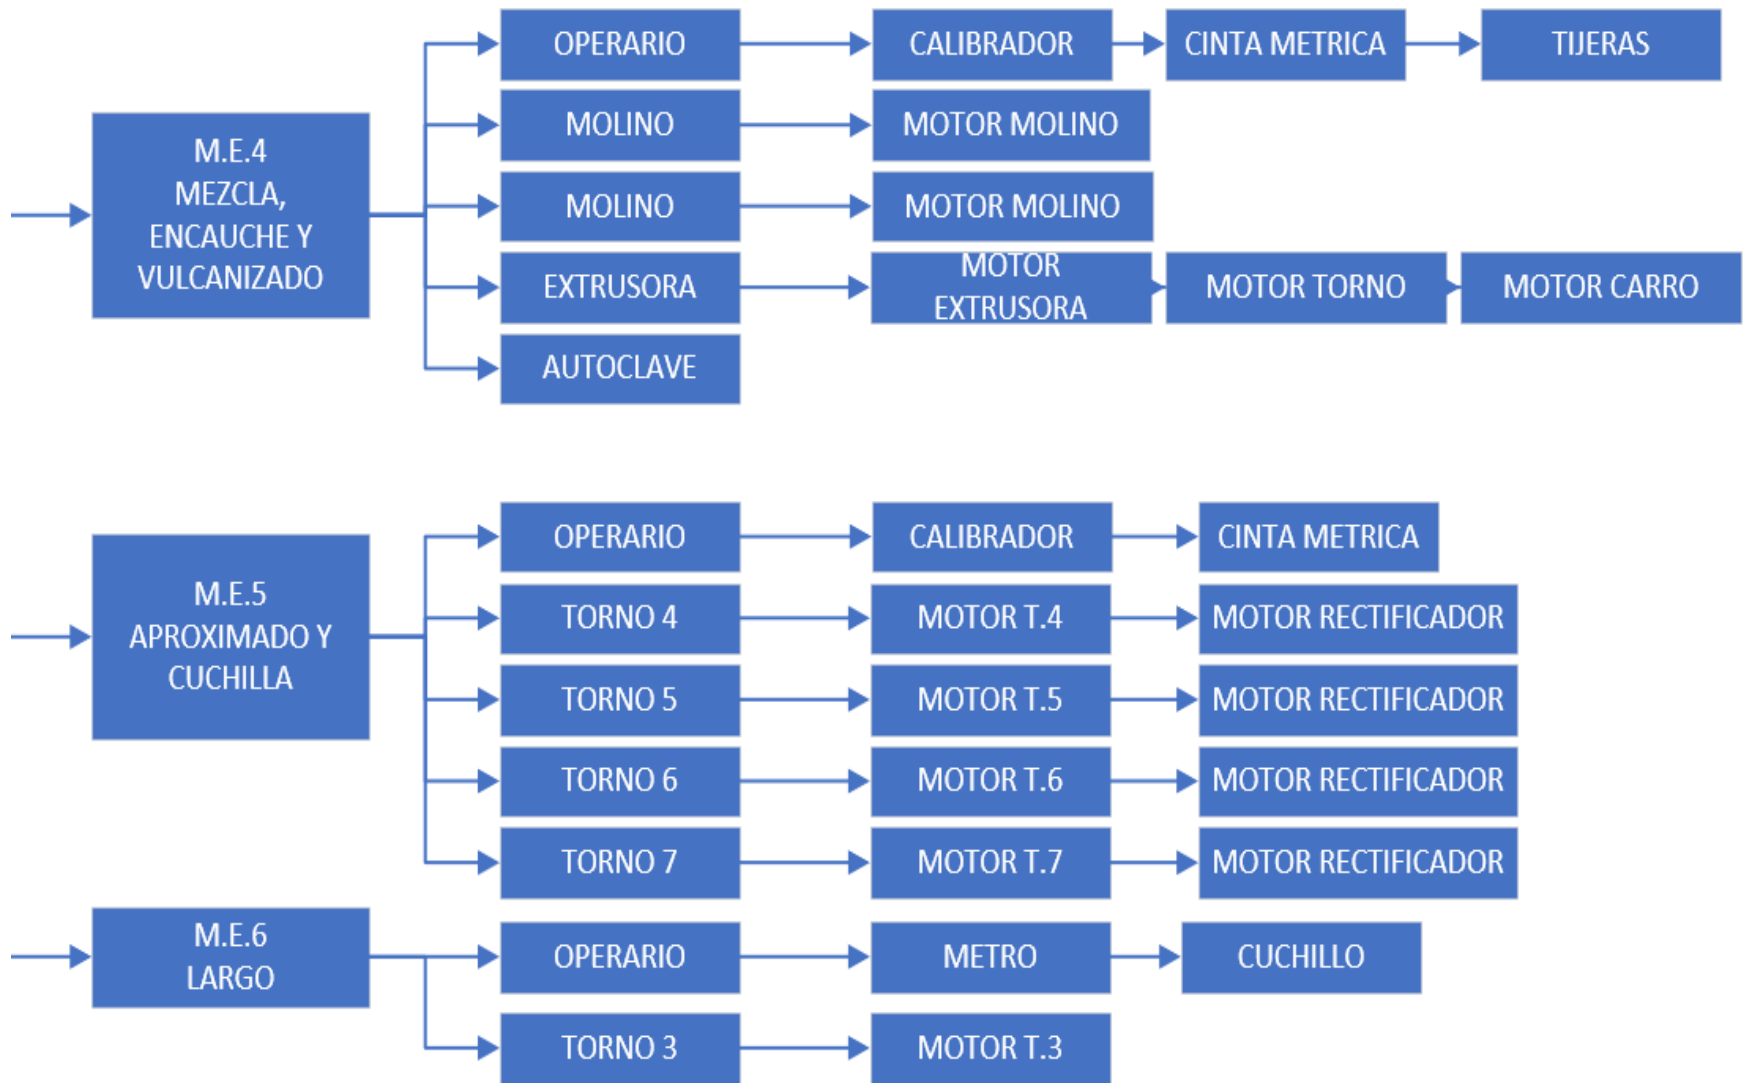 OPERARIO
CALIBRADOR
CINTA METRICA
TIJERAS
M.E.4
MEZCLA,
ENCAUCHE Y
VULCANIZADO
MOLINO
MOTOR MOLINO
MOLINO
MOTOR MOLINO
EXTRUSORA
MOTOR
EXTRUSORA
MOTOR TORNO
MOTOR CARRO
AUTOCLAVE
M.E.5
APROXIMADO Y
CUCHILLA
OPERARIO
CALIBRADOR
CINTA METRICA
TORNO 4
MOTOR T.4
MOTOR RECTIFICADOR
TORNO 5
MOTOR T.5
MOTOR RECTIFICADOR
TORNO 6
MOTOR T.6
MOTOR RECTIFICADOR
TORNO 7
MOTOR T.7
MOTOR RECTIFICADOR
M.E.6
LARGO
OPERARIO
METRO
CUCHILLO
TORNO 3
MOTOR T.3